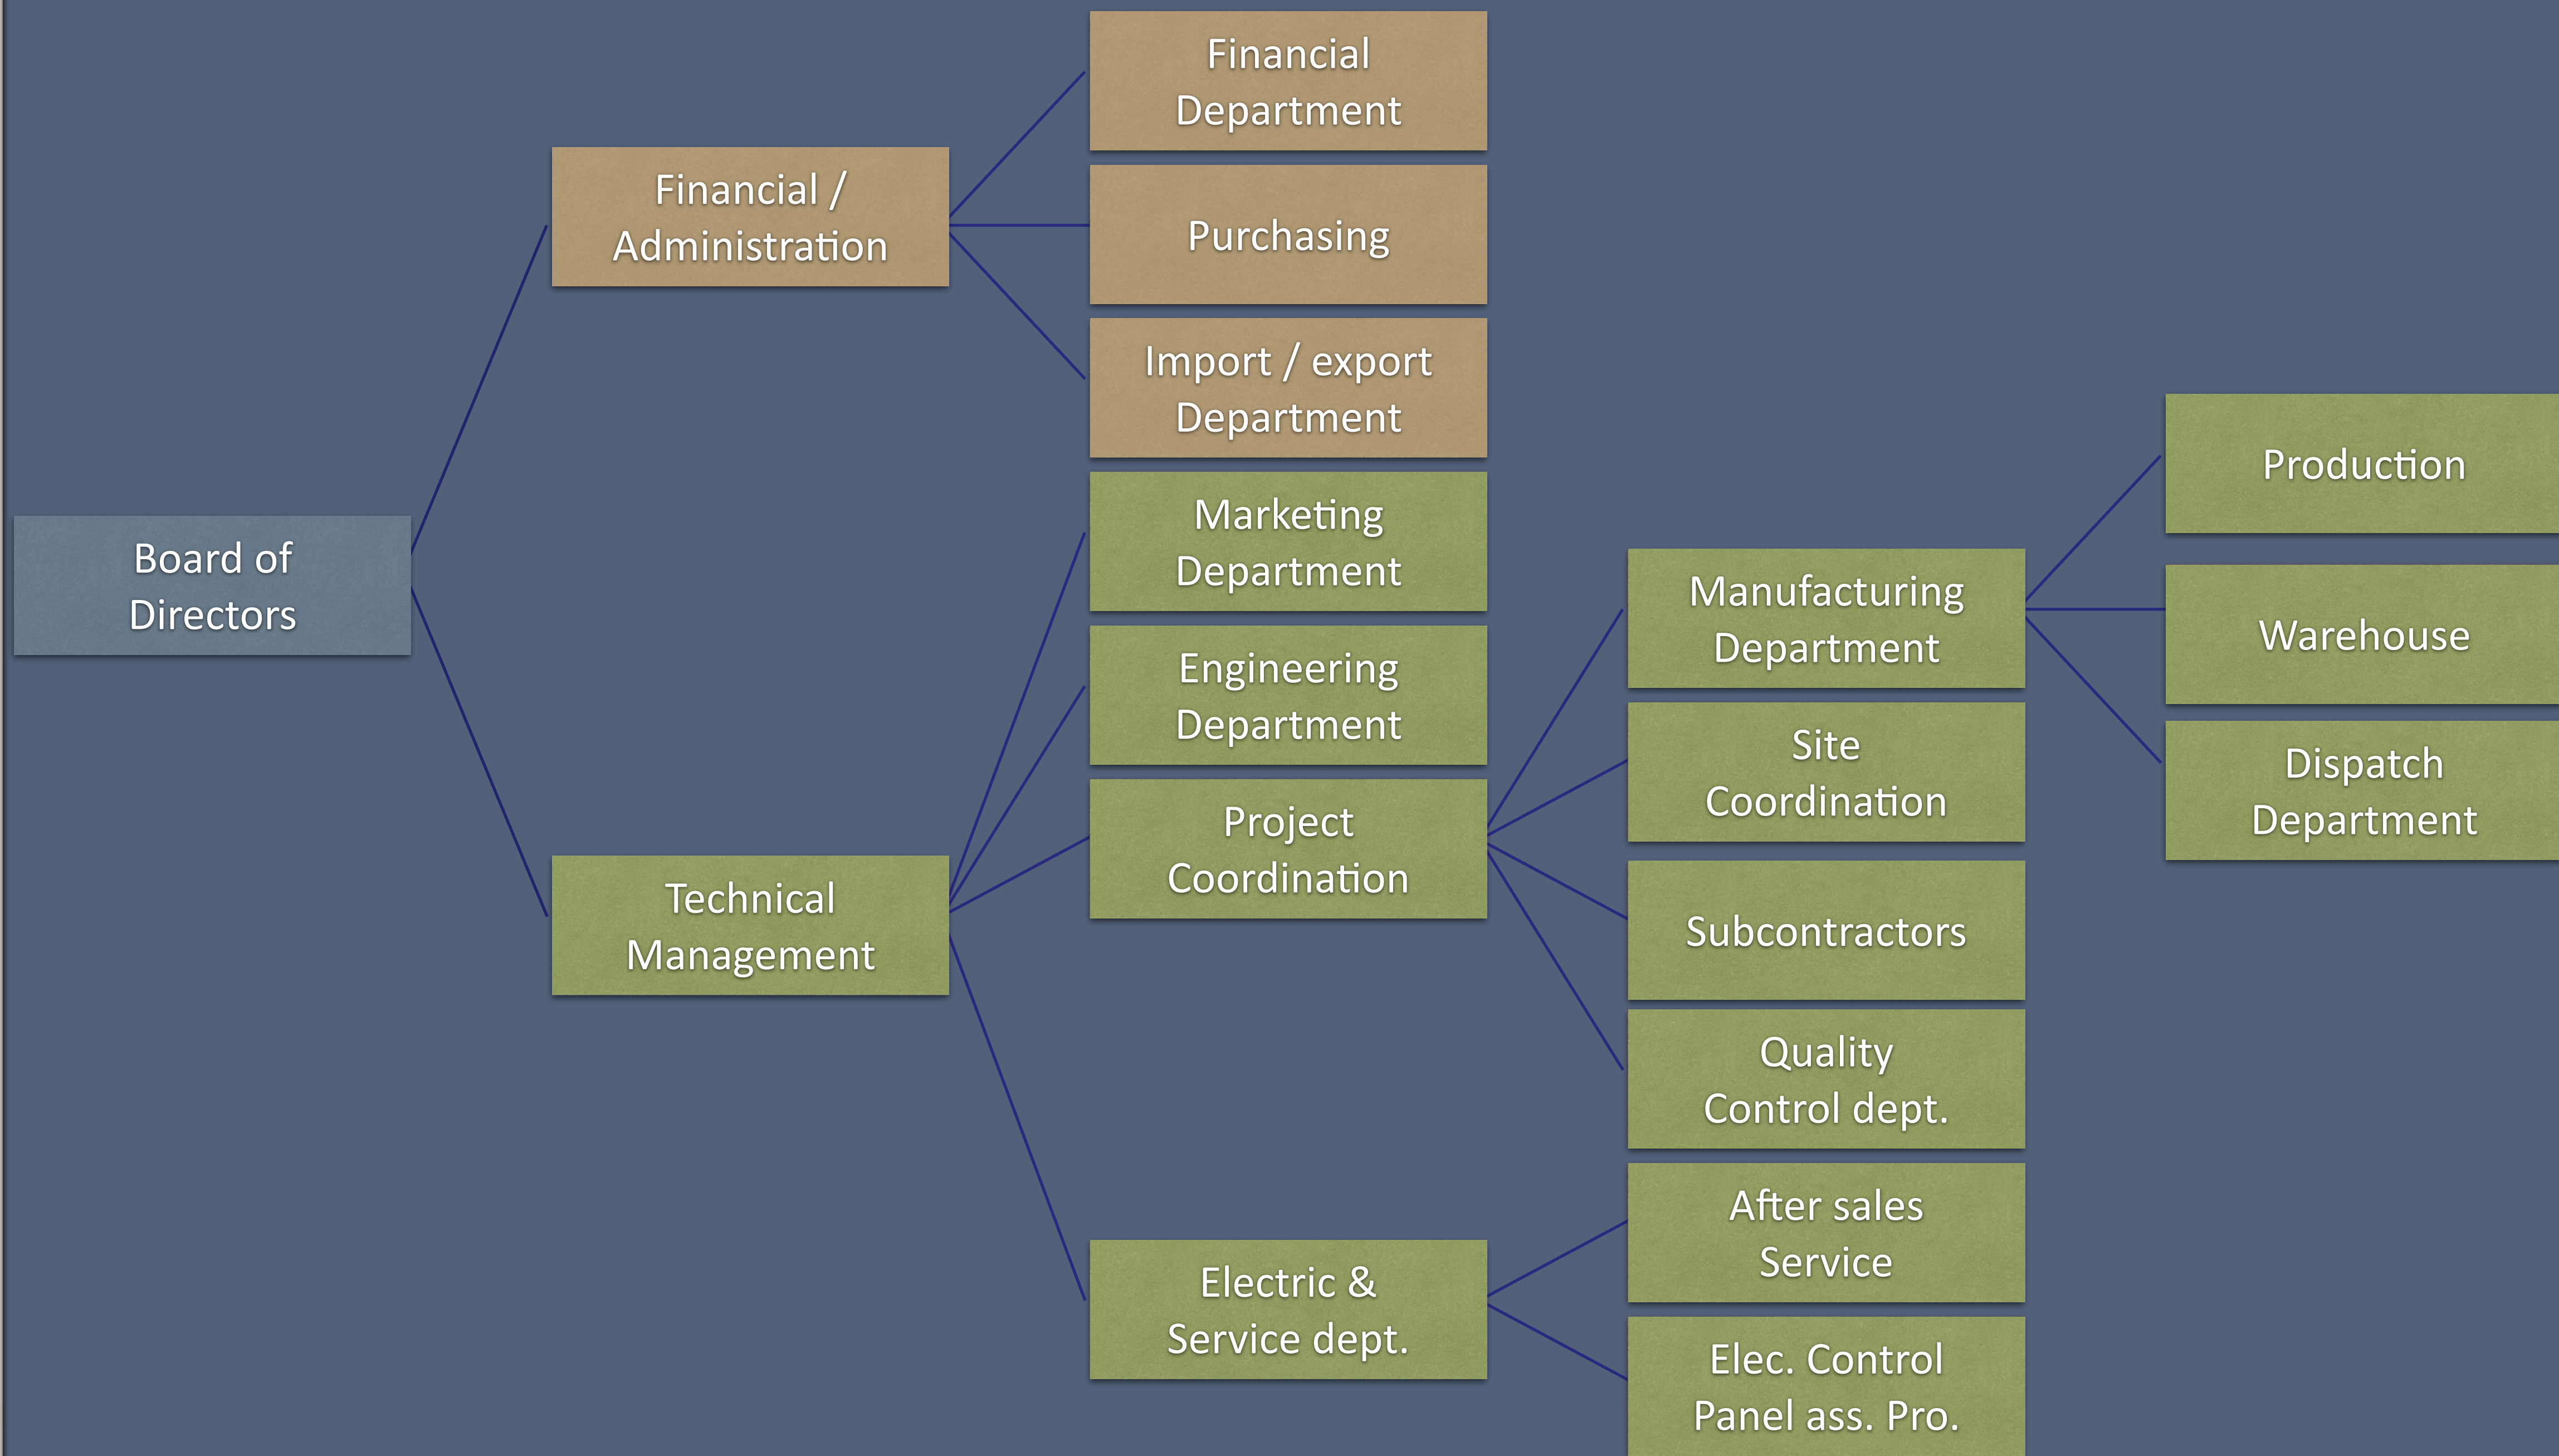 Board of
Directors
Financial /
Administration
Technical
Management
Financial
Department
Purchasing
Import / export
Department
Marketing
Department
Engineering
Department
Project
Coordination
Electric &
Service dept.
Manufacturing
Department
Site
Coordination
Subcontractors
Quality
Control dept.
After sales
Service
Elec. Control
Panel ass. Pro.
Production
Warehouse
Dispatch
Department